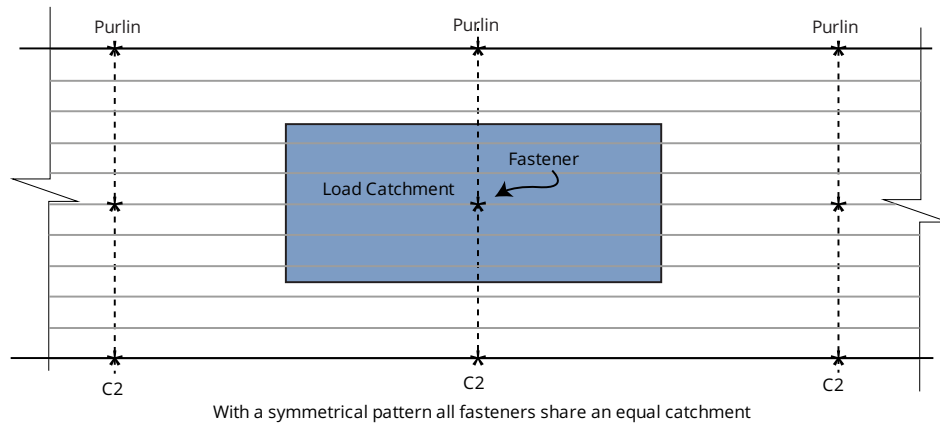 Purlin
Purlin
Purlin
Fastener
Load Catchment
C2
C2
C2
With a symmetrical pattern all fasteners share an equal catchment